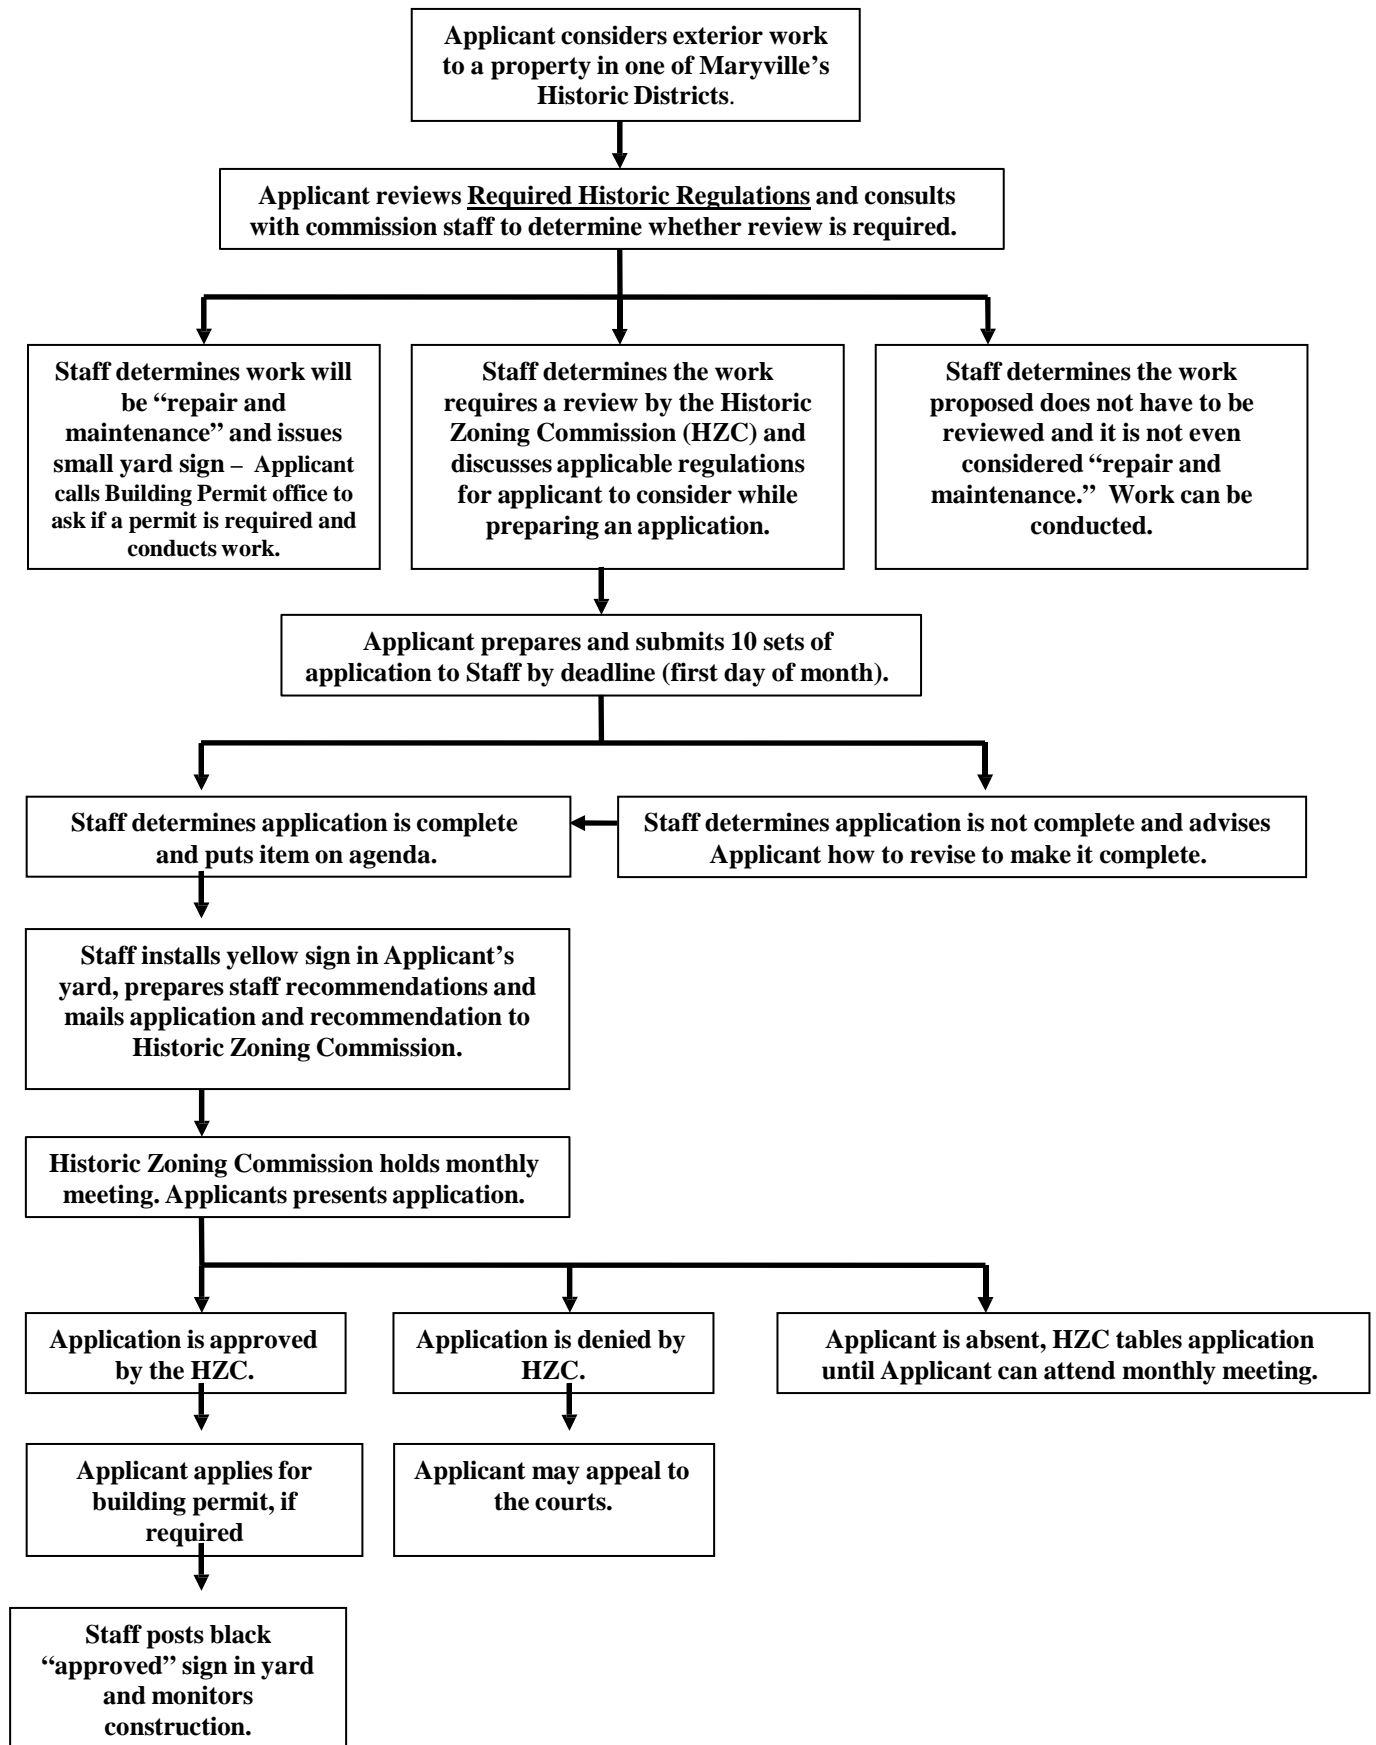 Applicant considers exterior work
to a property in one of Maryville’s
Historic Districts.
Applicant reviews Required Historic Regulations and consults
with commission staff to determine whether review is required.
Staff determines work will
be “repair and
maintenance” and issues
small yard sign – Applicant
calls Building Permit office to
ask if a permit is required and
conducts work.
Staff determines the work
requires a review by the Historic
Zoning Commission (HZC) and
discusses applicable regulations
for applicant to consider while
preparing an application.
Staff determines the work
proposed does not have to be
reviewed and it is not even
considered “repair and
maintenance.” Work can be
conducted.
Applicant prepares and submits 10 sets of
application to Staff by deadline (first day of month).
Staff determines application is complete
and puts item on agenda.
Staff determines application is not complete and advises
Applicant how to revise to make it complete.
Staff installs yellow sign in Applicant’s
yard, prepares staff recommendations and
mails application and recommendation to
Historic Zoning Commission.
Historic Zoning Commission holds monthly
meeting. Applicants presents application.
Application is approved
by the HZC.
Application is denied by
HZC.
Applicant is absent, HZC tables application
until Applicant can attend monthly meeting.
Applicant applies for
building permit, if
required
Applicant may appeal to
the courts.
Staff posts black
“approved” sign in yard
and monitors
construction.